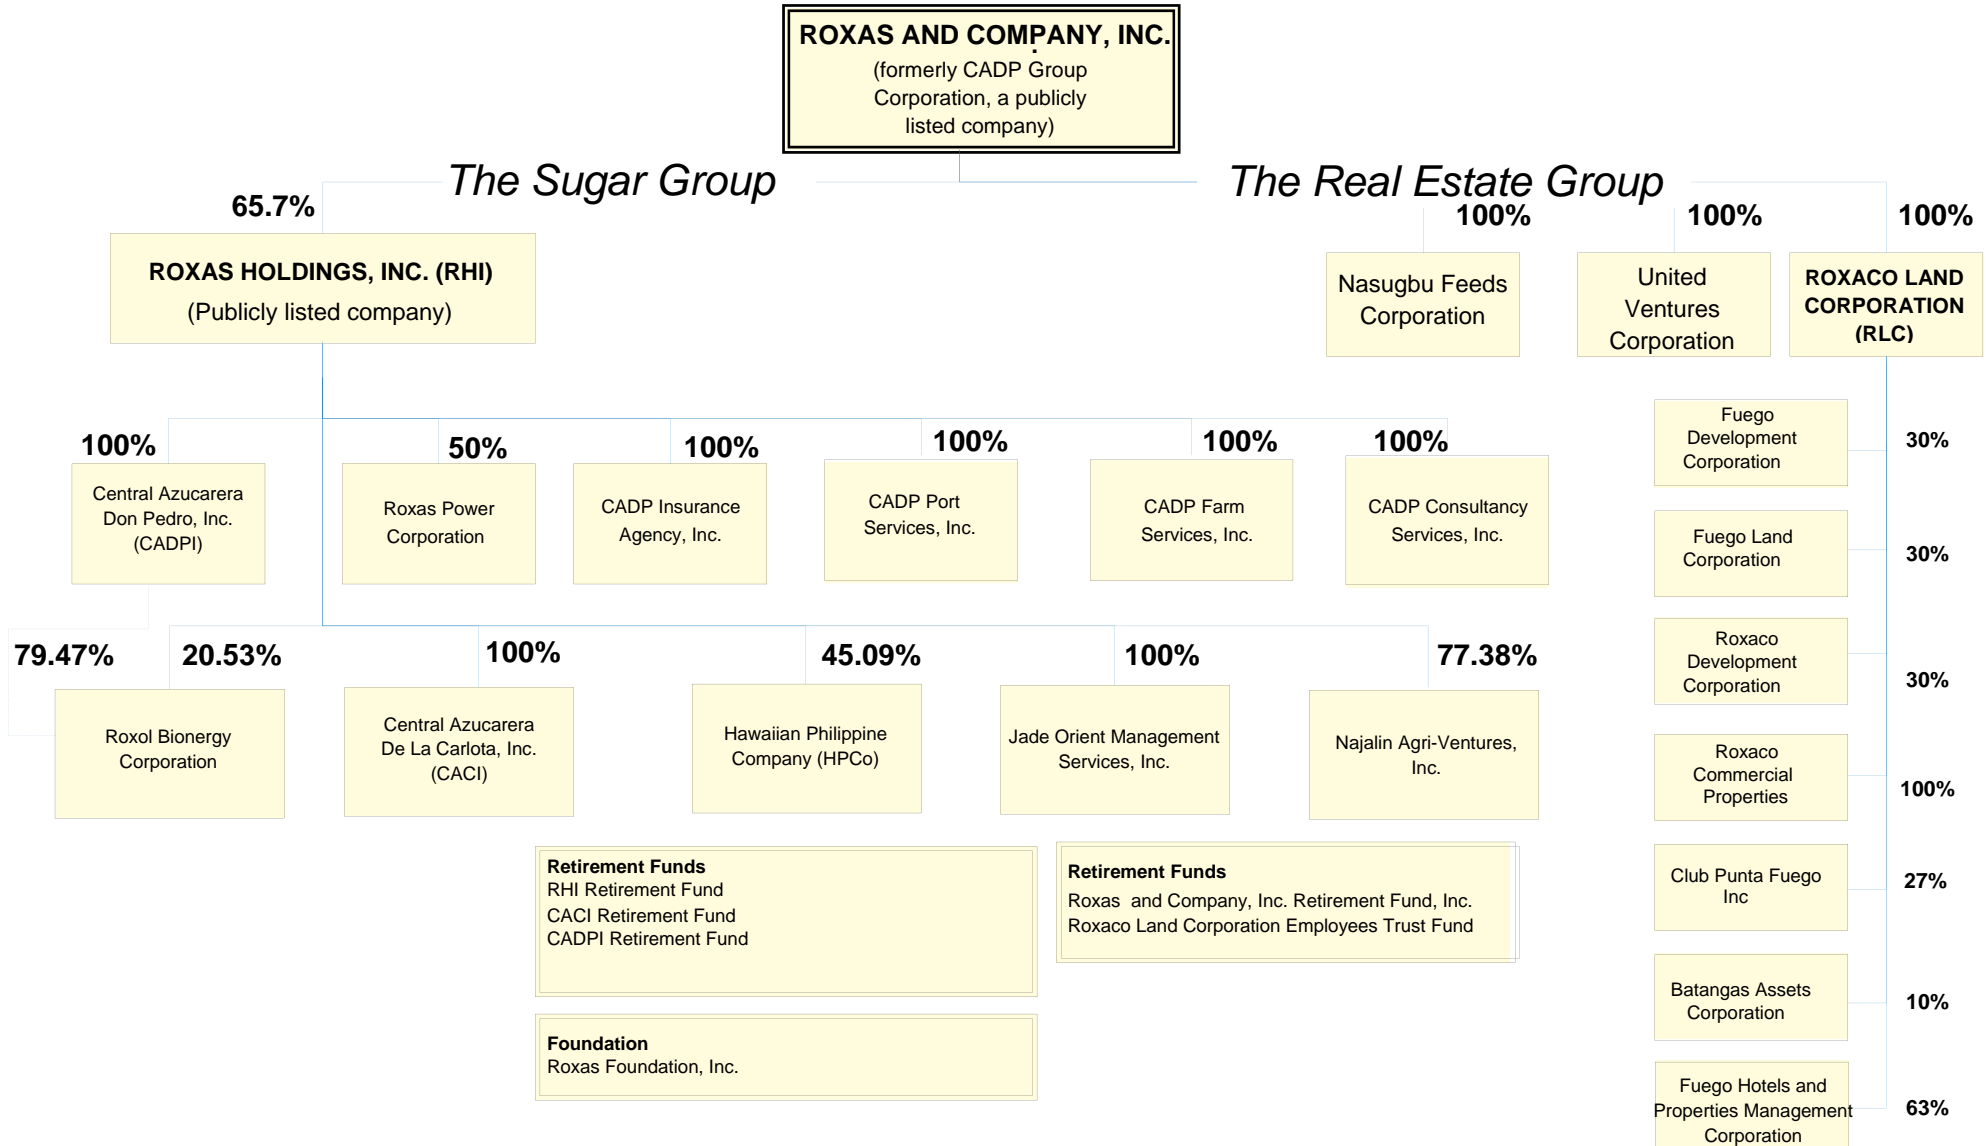 ROXAS AND COMPANY, INC.
(formerly CADP Group
Corporation, a publicly
listed company)
The Sugar Group
The Real Estate Group
65.7%
100%
100%
100%
ROXAS HOLDINGS, INC. (RHI)
(Publicly listed company)
Nasugbu Feeds
Corporation
United
Ventures
Corporation
ROXACO LAND
CORPORATION
(RLC)
100%
50%
100%
100%
100%
100%
Central Azucarera
Don Pedro, Inc.
(CADPI)
Roxas Power
Corporation
CADP Insurance
Agency, Inc.
CADP Port
Services, Inc.
CADP Farm
Services, Inc.
CADP Consultancy
Services, Inc.
79.47%
20.53%
100%
45.09%
100%
77.38%
Roxol Bionergy
Corporation
Central Azucarera
De La Carlota, Inc.
(CACI)
Hawaiian Philippine
Company (HPCo)
Jade Orient Management
Services, Inc.
Najalin Agri-Ventures,
Inc.
Retirement Funds
RHI Retirement Fund
CACI Retirement Fund
CADPI Retirement Fund
Retirement Funds
Roxas and Company, Inc. Retirement Fund, Inc.
Roxaco Land Corporation Employees Trust Fund
Foundation
Roxas Foundation, Inc.
Fuego
Development
Corporation
30%
Fuego Land
Corporation
30%
Roxaco
Development
Corporation
30%
Roxaco
Commercial
Properties
100%
Club Punta Fuego
Inc
27%
Batangas Assets
Corporation
10%
Fuego Hotels and
Properties Management
Corporation
63%